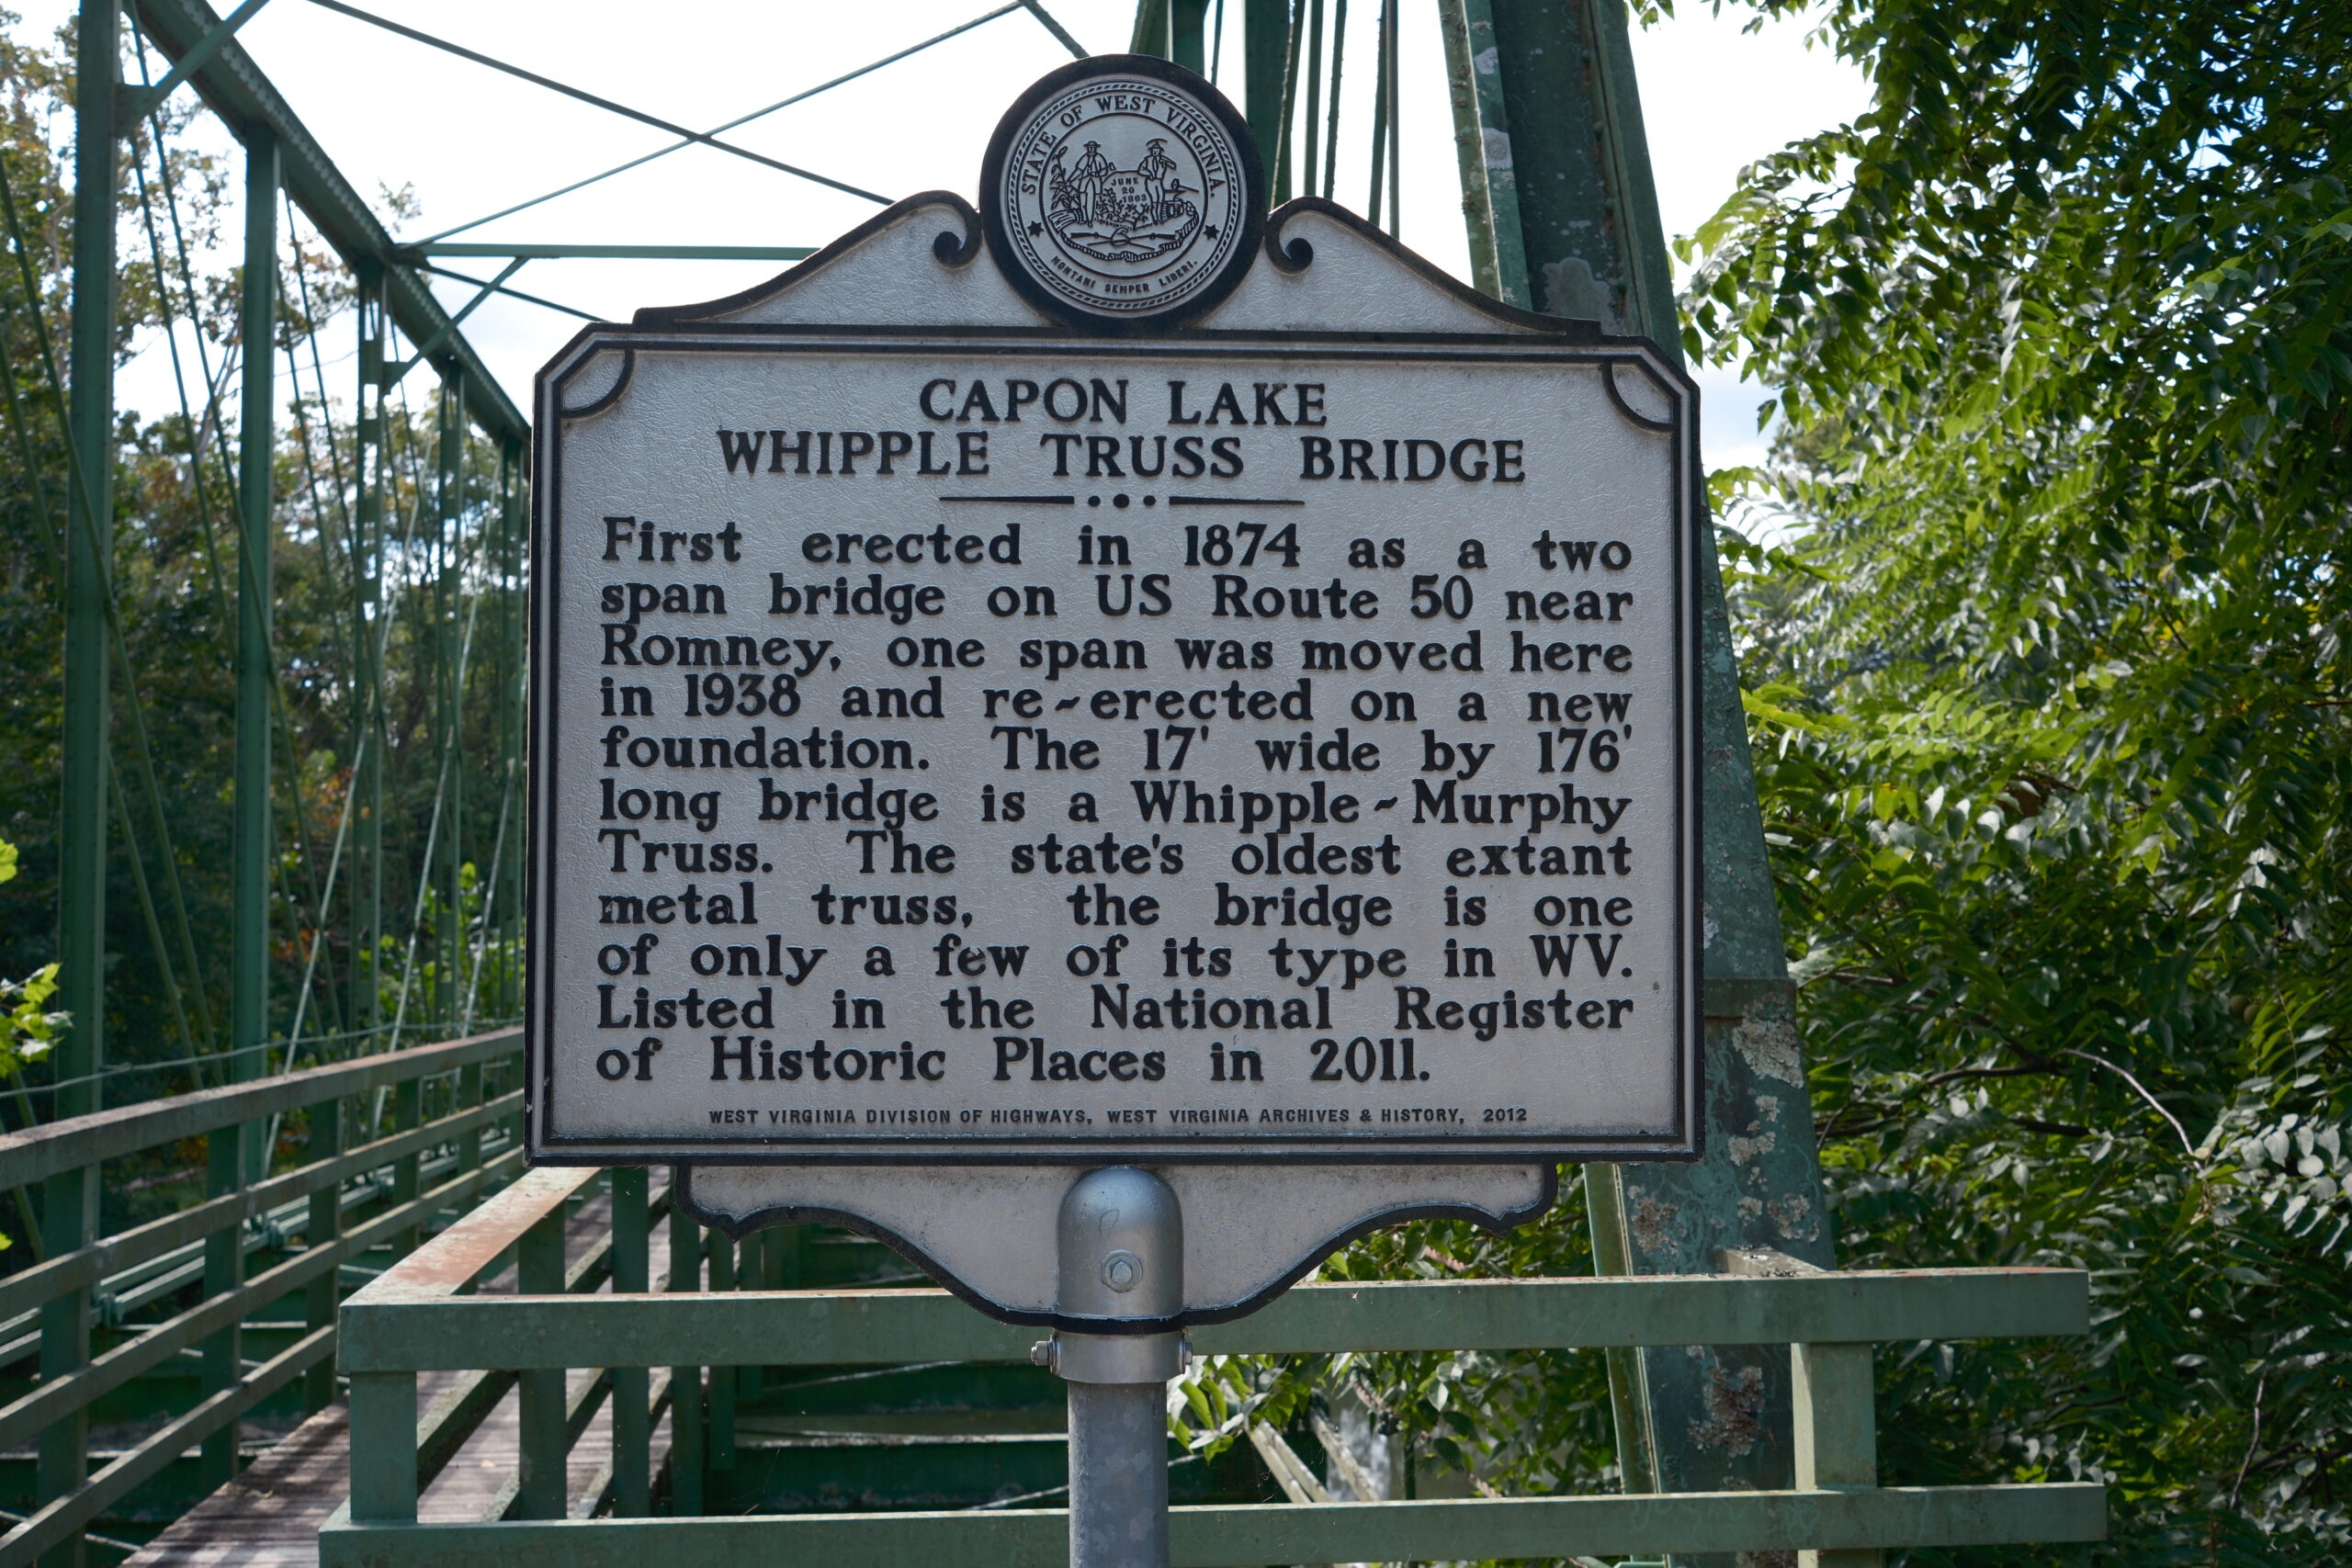 STATE OF WEST VIRGINIA.
JUNE
20
1863
MONTANI SEMPER LIBERI.
CAPON LAKE
WHIPPLE TRUSS BRIDGE
First erected in 1874 as a two
span bridge on US Route 50 near
Romney, one span was moved here
in 1938 and re~erected on a new
foundation. The 17' wide by 176'
long bridge is a Whipple~Murphy
Truss. The state's oldest extant
metal truss, the bridge is one
of only a few of its type in WV.
Listed in the National Register
of Historic Places in 2011.
WEST VIRGINIA DIVISION OF HIGHWAYS, WEST VIRGINIA ARCHIVES & HISTORY, 2012